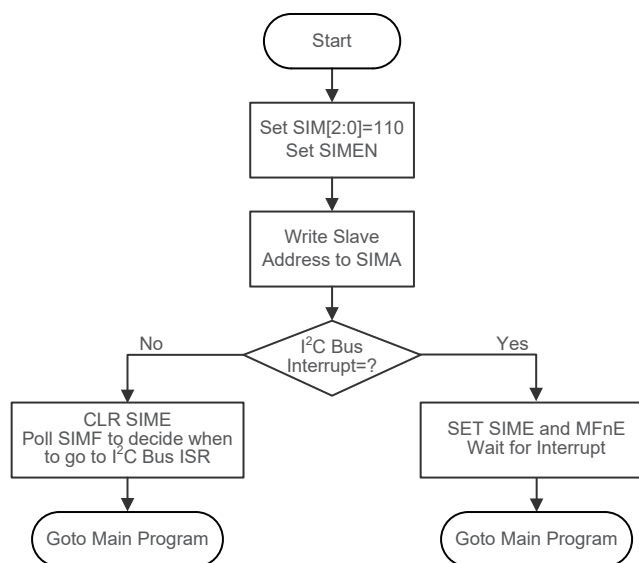 Start
Set SIM[2:0]=110
Set SIMEN
Write Slave
Address to SIMA
I²C Bus
Interrupt=?
No
Yes
CLR SIME
Poll SIMF to decide when
to go to I²C Bus ISR
SET SIME and MFnE
Wait for Interrupt
Goto Main Program
Goto Main Program